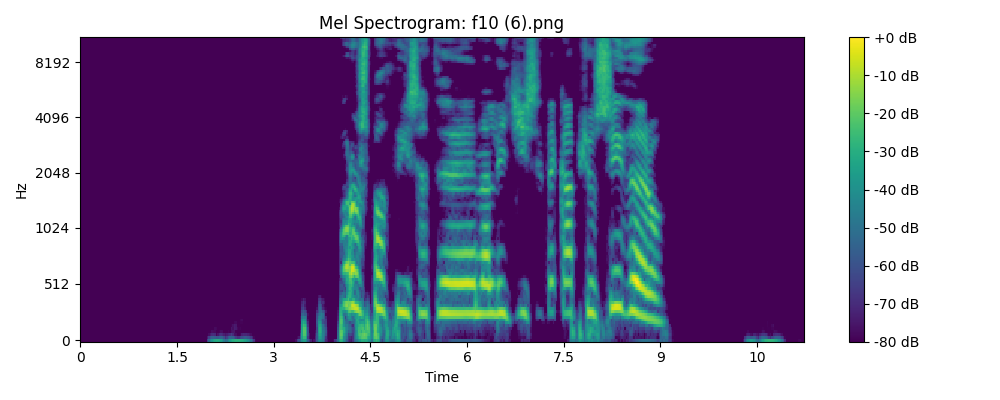 Mel Spectrogram: f10 (6).png
Hz
8192
4096
2048
1024
512
0
0 1.5 3 4.5 6 7.5 9 10
Time
+0 dB
-10 dB
-20 dB
-30 dB
-40 dB
-50 dB
-60 dB
-70 dB
-80 dB